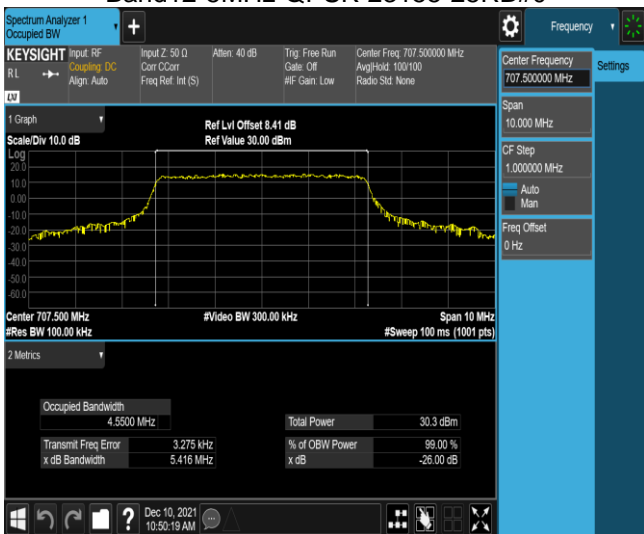 Spectrum Analyzer 1
Occupied BW
Frequency
KEYSIGHT
R L
LXI
Input: RF
Coupling: DC
Align: Auto
Input Z: 50 Ω
Corr CCorr
Freq Ref: Int (S)
Atten: 40 dB
Trig: Free Run
Gate: Off
#IF Gain: Low
Center Freq: 707.500000 MHz
Avg|Hold: 100/100
Radio Std: None
Center Frequency
707.500000 MHz
Settings
Span
10.000 MHz
CF Step
1.000000 MHz
Auto
Man
Freq Offset
0 Hz
1 Graph
Scale/Div 10.0 dB
Ref Lvl Offset 8.41 dB
Ref Value 30.00 dBm
Log
20.0
10.0
0.00
-10.0
-20.0
-30.0
-40.0
-50.0
-60.0
Center 707.500 MHz
#Video BW 300.00 kHz
Span 10 MHz
#Res BW 100.00 kHz
#Sweep 100 ms (1001 pts)
2 Metrics
Occupied Bandwidth
4.5500 MHz
Total Power 30.3 dBm
Transmit Freq Error 3.275 kHz
% of OBW Power 99.00 %
x dB Bandwidth 5.416 MHz
x dB -26.00 dB
?
Dec 10, 2021
10:50:19 AM